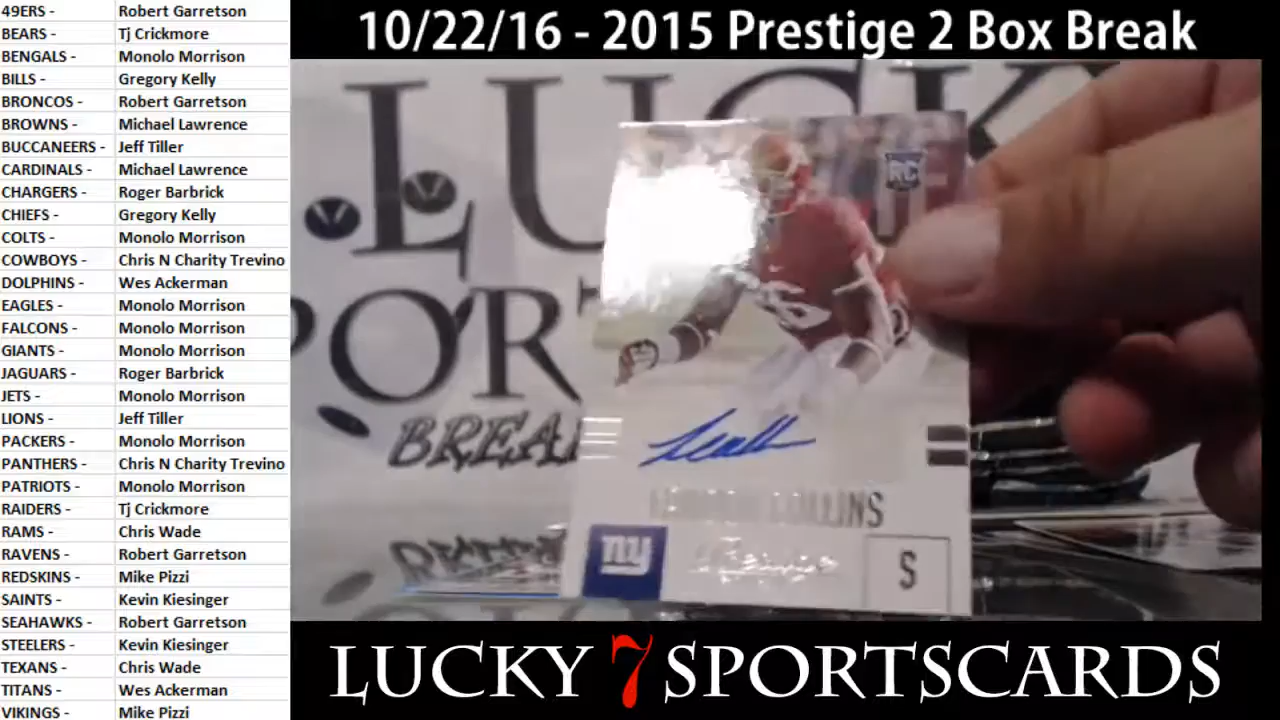 49ERS - Robert Garretson
BEARS - Tj Crickmore
BENGALS - Monolo Morrison
BILLS - Gregory Kelly
BRONCOS - Robert Garretson
BROWNS - Michael Lawrence
BUCCANEERS - Jeff Tiller
CARDINALS - Michael Lawrence
CHARGERS - Roger Barbrick
CHIEFS - Gregory Kelly
COLTS - Monolo Morrison
COWBOYS - Chris N Charity Trevino
DOLPHINS - Wes Ackerman
EAGLES - Monolo Morrison
FALCONS - Monolo Morrison
GIANTS - Monolo Morrison
JAGUARS - Roger Barbrick
JETS - Monolo Morrison
LIONS - Jeff Tiller
PACKERS - Monolo Morrison
PANTHERS - Chris N Charity Trevino
PATRIOTS - Monolo Morrison
RAIDERS - Tj Crickmore
RAMS - Chris Wade
RAVENS - Robert Garretson
REDSKINS - Mike Pizzi
SAINTS - Kevin Kiesinger
SEAHAWKS - Robert Garretson
STEELERS - Kevin Kiesinger
TEXANS - Chris Wade
TITANS - Wes Ackerman
VIKINGS - Mike Pizzi
10/22/16 - 2015 Prestige 2 Box Break
RC
COLLINS
ny
S
LUCKY 7 SPORTSCARDS